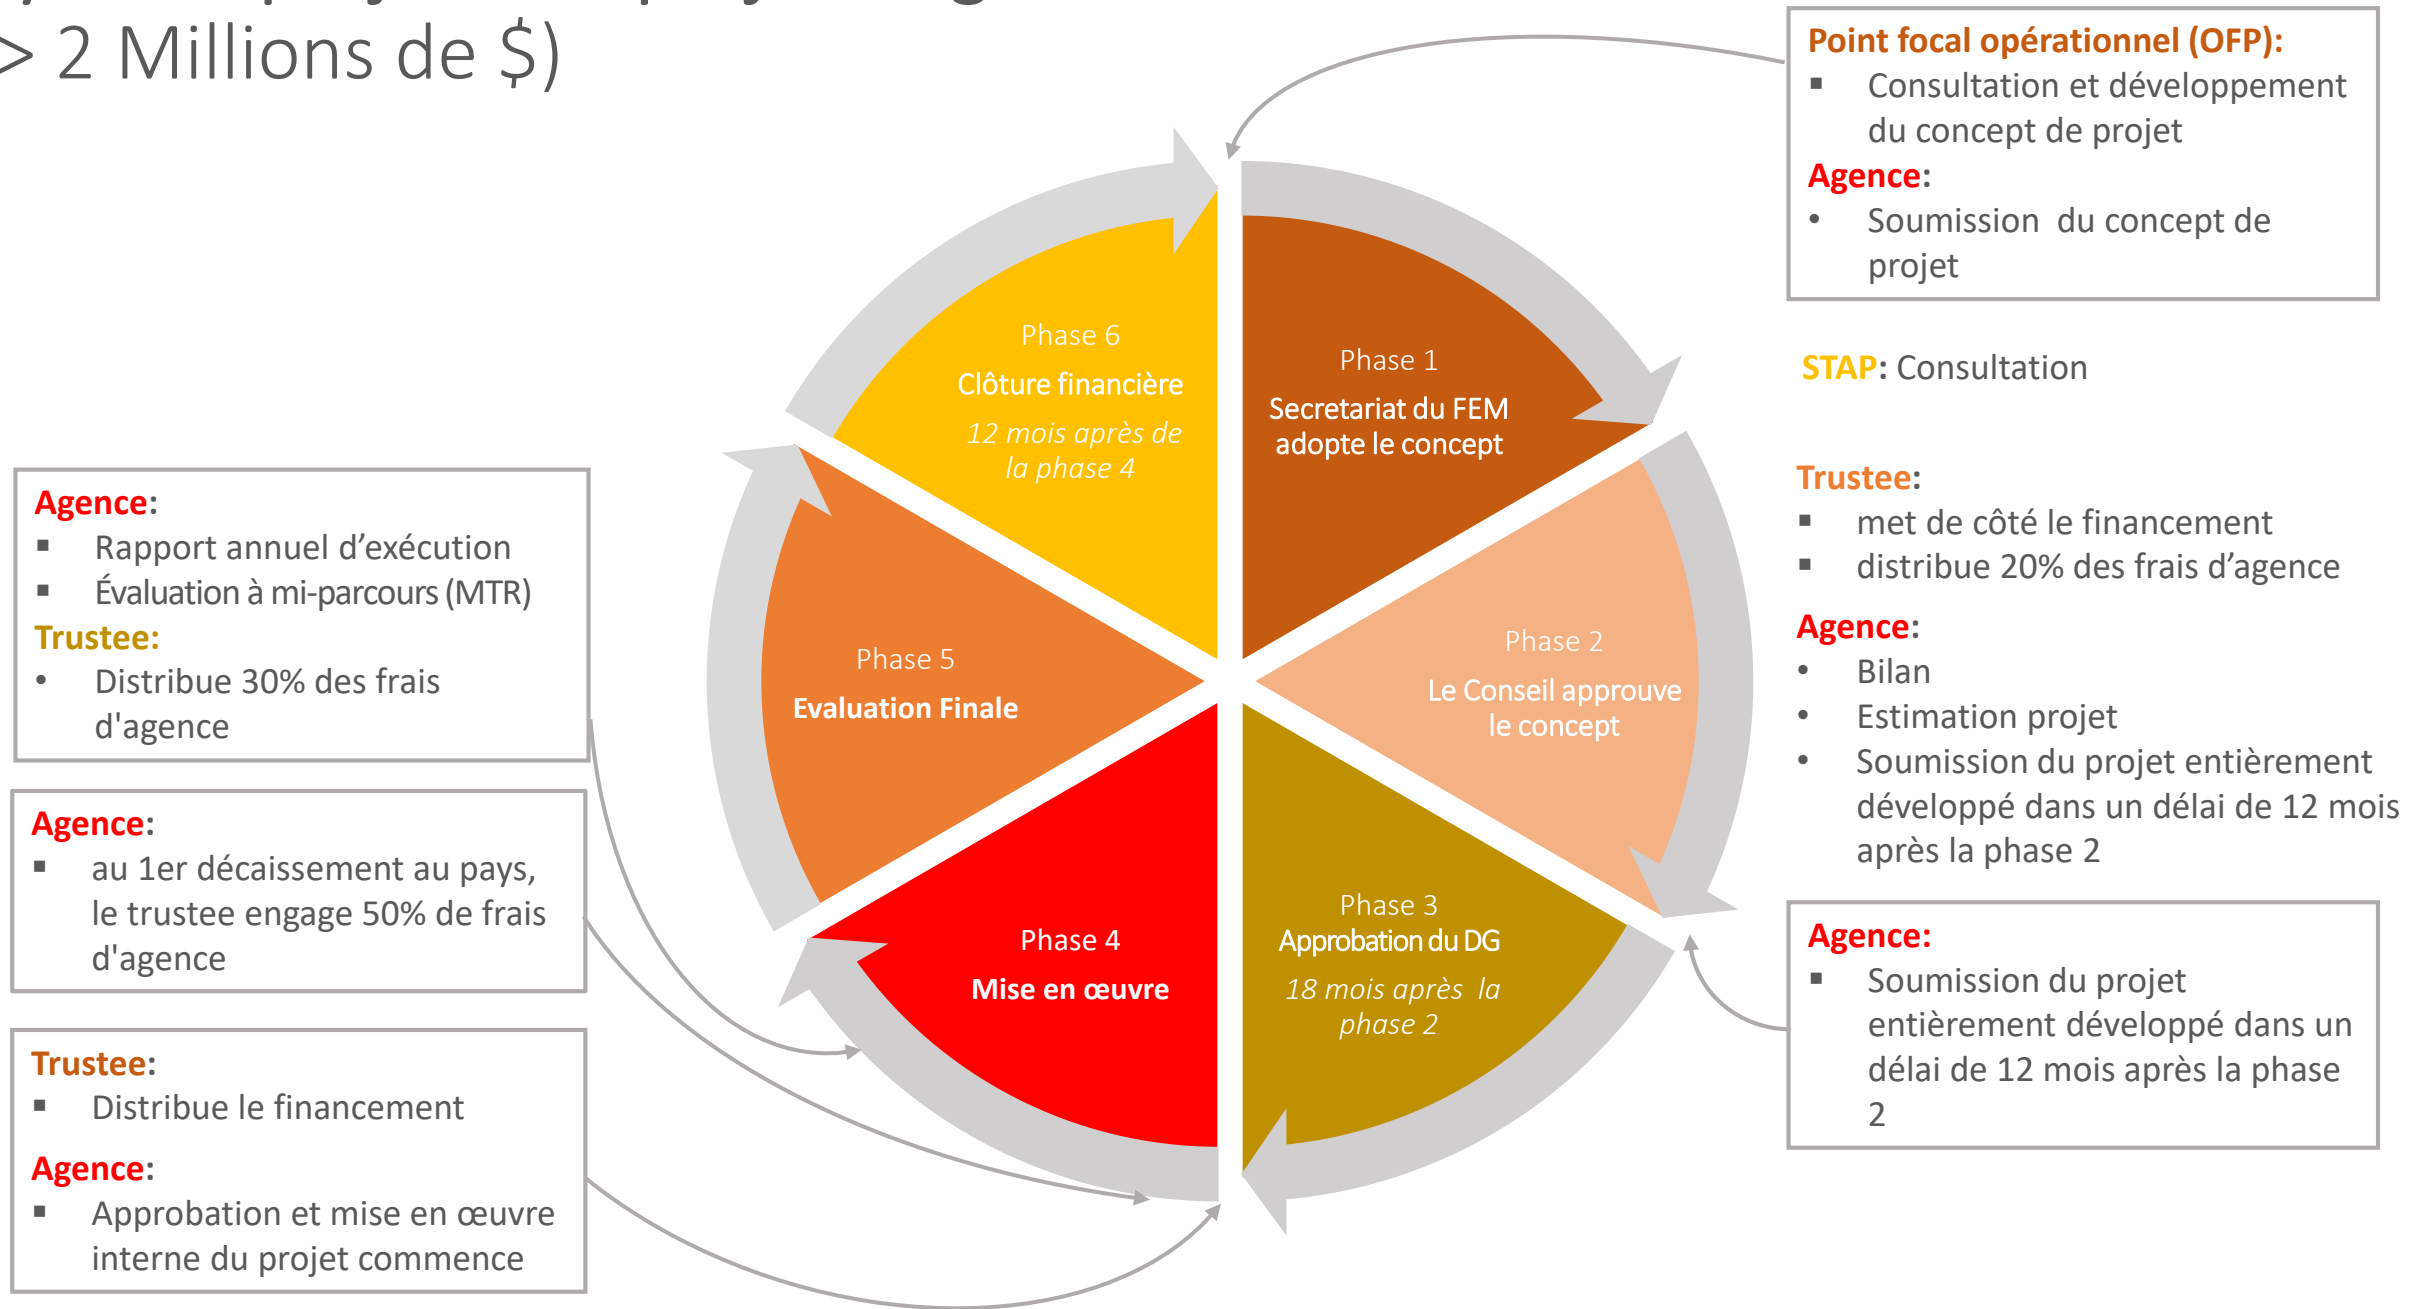 > 2 Millions de $)
Point focal opérationnel (OFP):
▪ Consultation et développement
du concept de projet
Agence:
• Soumission du concept de
projet
STAP: Consultation
Trustee:
▪ met de côté le financement
▪ distribue 20% des frais d’agence
Agence:
• Bilan
• Estimation projet
• Soumission du projet entièrement
développé dans un délai de 12 mois
après la phase 2
Agence:
▪ Soumission du projet
entièrement développé dans un
délai de 12 mois après la phase
2
Phase 1
Secretariat du FEM
adopte le concept
Phase 2
Le Conseil approuve
le concept
Phase 3
Approbation du DG
18 mois après la
phase 2
Phase 4
Mise en œuvre
Phase 5
Evaluation Finale
Phase 6
Clôture financière
12 mois après de
la phase 4
Agence:
▪ Rapport annuel d’exécution
▪ Évaluation à mi-parcours (MTR)
Trustee:
• Distribue 30% des frais
d'agence
Agence:
▪ au 1er décaissement au pays,
le trustee engage 50% de frais
d'agence
Trustee:
▪ Distribue le financement
Agence:
▪ Approbation et mise en œuvre
interne du projet commence